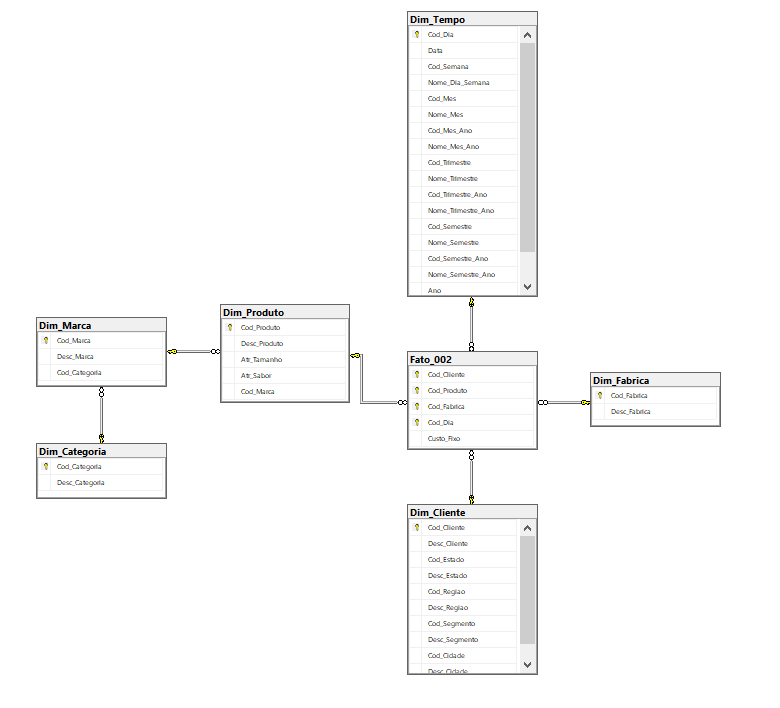 Dim_Tempo
Cod_Dia
Data
Cod_Semana
Nome_Dia_Semana
Cod_Mes
Nome_Mes
Cod_Mes_Ano
Nome_Mes_Ano
Cod_Trimestre
Nome_Trimestre
Cod_Trimestre_Ano
Nome_Trimestre_Ano
Cod_Semestre
Nome_Semestre
Cod_Semestre_Ano
Nome_Semestre_Ano
Ano
Dim_Produto
Cod_Produto
Desc_Produto
Atr_Tamanho
Atr_Sabor
Cod_Marca
Dim_Marca
Cod_Marca
Desc_Marca
Cod_Categoria
Fato_002
Cod_Cliente
Cod_Produto
Cod_Fabrica
Cod_Dia
Custo_Fixo
Dim_Fabrica
Cod_Fabrica
Desc_Fabrica
Dim_Categoria
Cod_Categoria
Desc_Categoria
Dim_Cliente
Cod_Cliente
Desc_Cliente
Cod_Estado
Desc_Estado
Cod_Regiao
Desc_Regiao
Cod_Segmento
Desc_Segmento
Cod_Cidade
Desc_Cidade